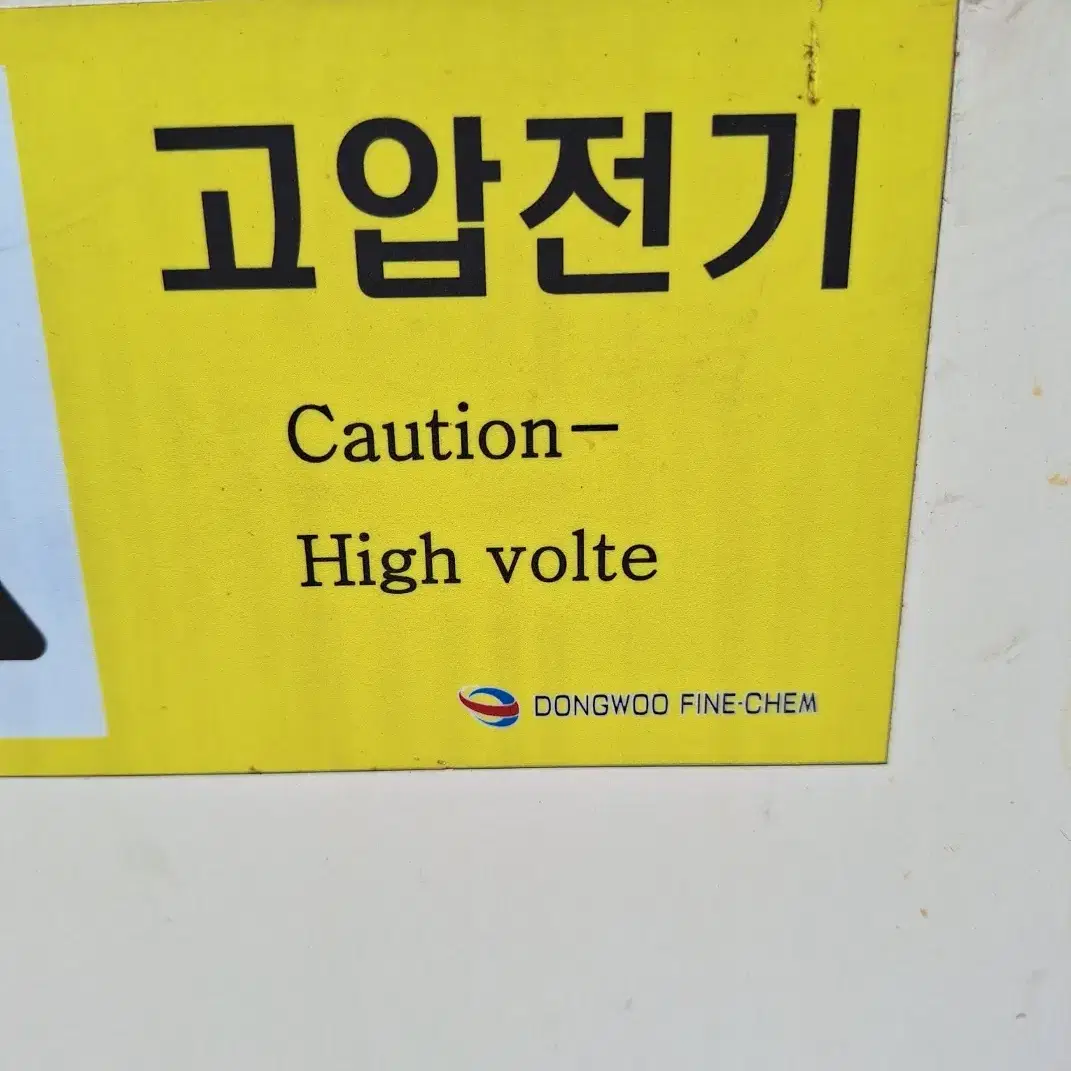 고압전기
Caution-
High volte
DONGWOO FINE-CHEM